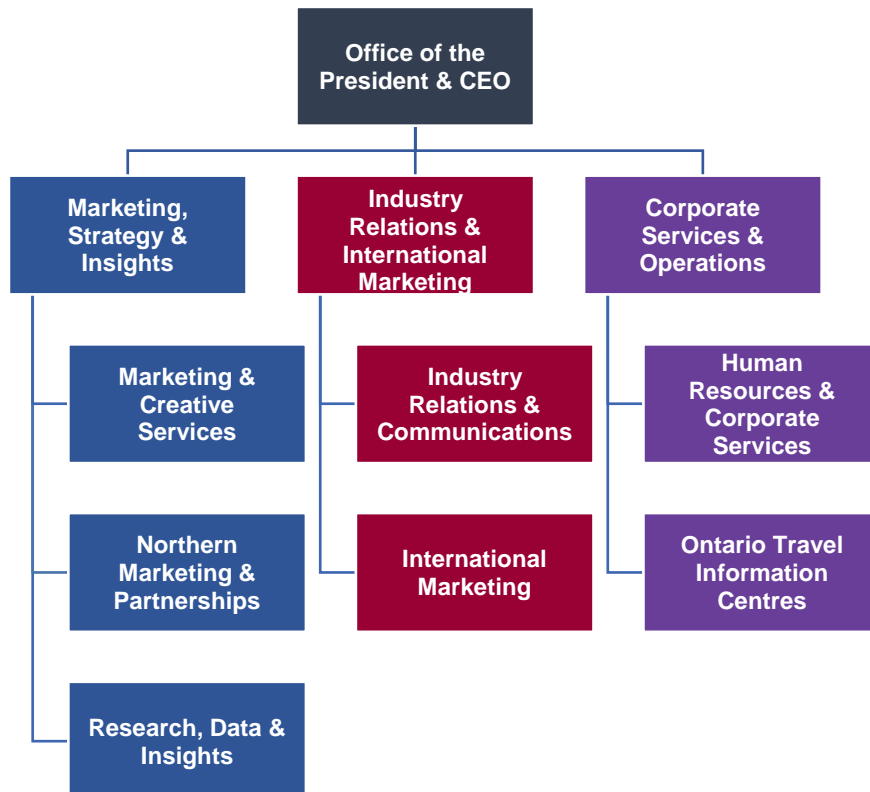 Office of the
President & CEO
Marketing,
Strategy &
Insights
Industry
Relations &
International
Marketing
Corporate
Services &
Operations
Marketing &
Creative
Services
Industry
Relations &
Communications
Human
Resources &
Corporate
Services
Northern
Marketing &
Partnerships
International
Marketing
Ontario Travel
Information
Centres
Research, Data &
Insights